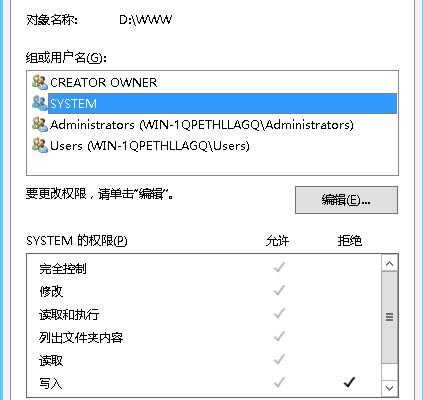 对象名称: D:\WWW
组或用户名(G):
CREATOR OWNER
SYSTEM
Administrators (WIN-1QPETHLLAGQ\Administrators)
Users (WIN-1QPETHLLAGQ\Users)
要更改权限，请单击“编辑”。
编辑(E)...
SYSTEM 的权限(P) 允许 拒绝
完全控制
修改
读取和执行
列出文件夹内容
读取
写入